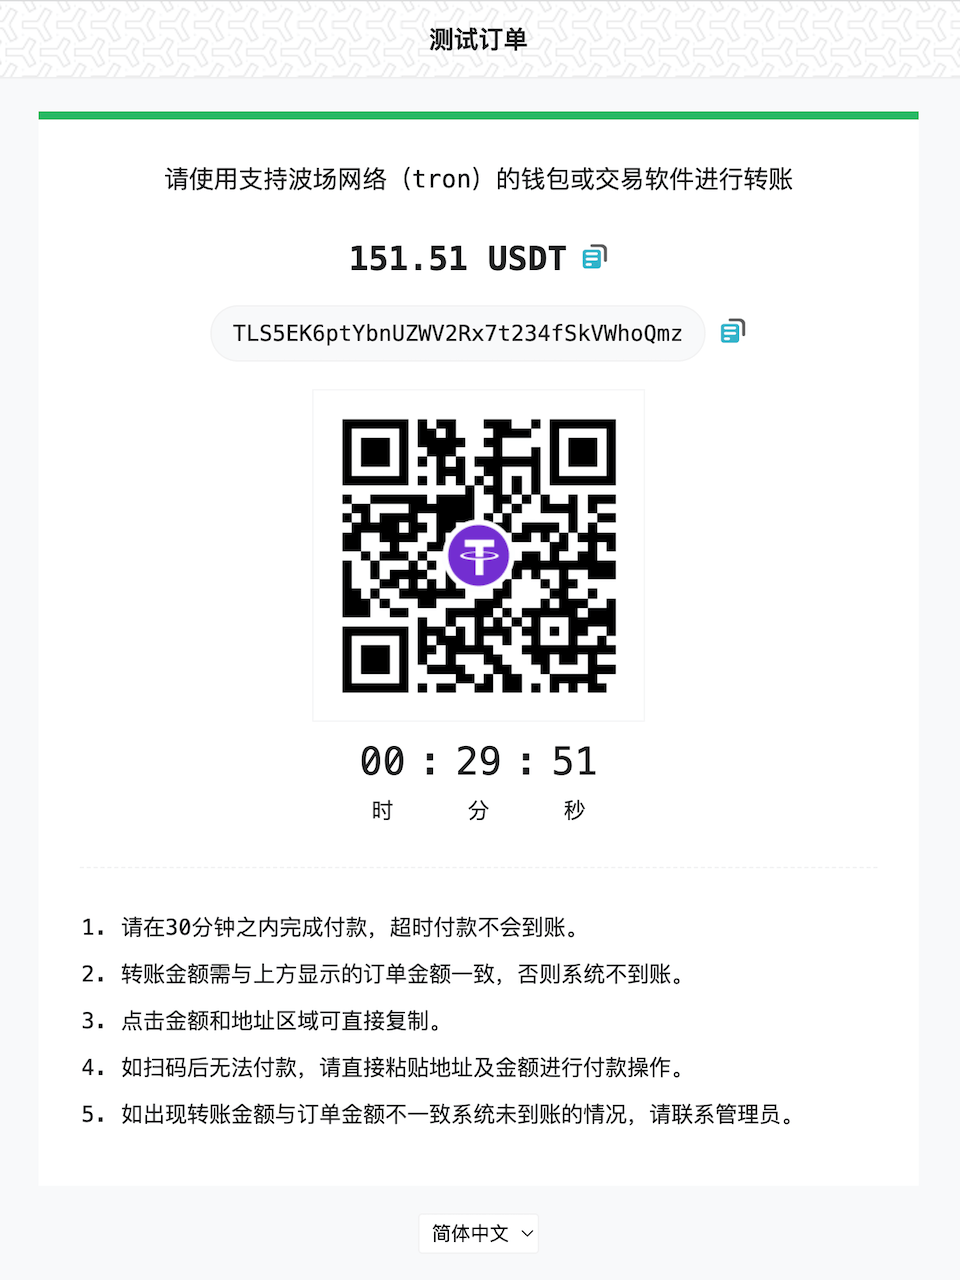 测试订单
请使用支持波场网络（tron）的钱包或交易软件进行转账
151.51 USDT
TLS5EK6ptYbnUZWV2Rx7t234fSkVWhoQmz
00 : 29 : 51
时 分 秒
1. 请在30分钟之内完成付款，超时付款不会到账。
2. 转账金额需与上方显示的订单金额一致，否则系统不到账。
3. 点击金额和地址区域可直接复制。
4. 如扫码后无法付款，请直接粘贴地址及金额进行付款操作。
5. 如出现转账金额与订单金额不一致系统未到账的情况，请联系管理员。
简体中文